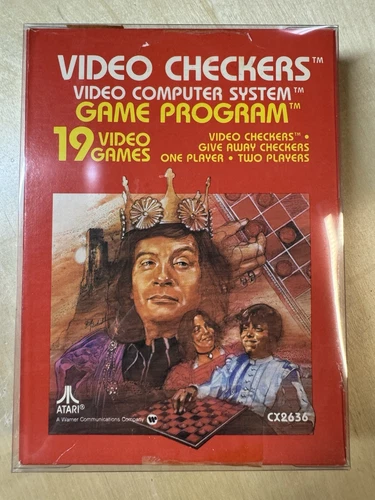 VIDEO CHECKERS™
VIDEO COMPUTER SYSTEM™
GAME PROGRAM™
19 VIDEO GAMES
VIDEO CHECKERS™ •
GIVE AWAY CHECKERS
ONE PLAYER • TWO PLAYERS
ATARI®
A Warner Communications Company
CX2636